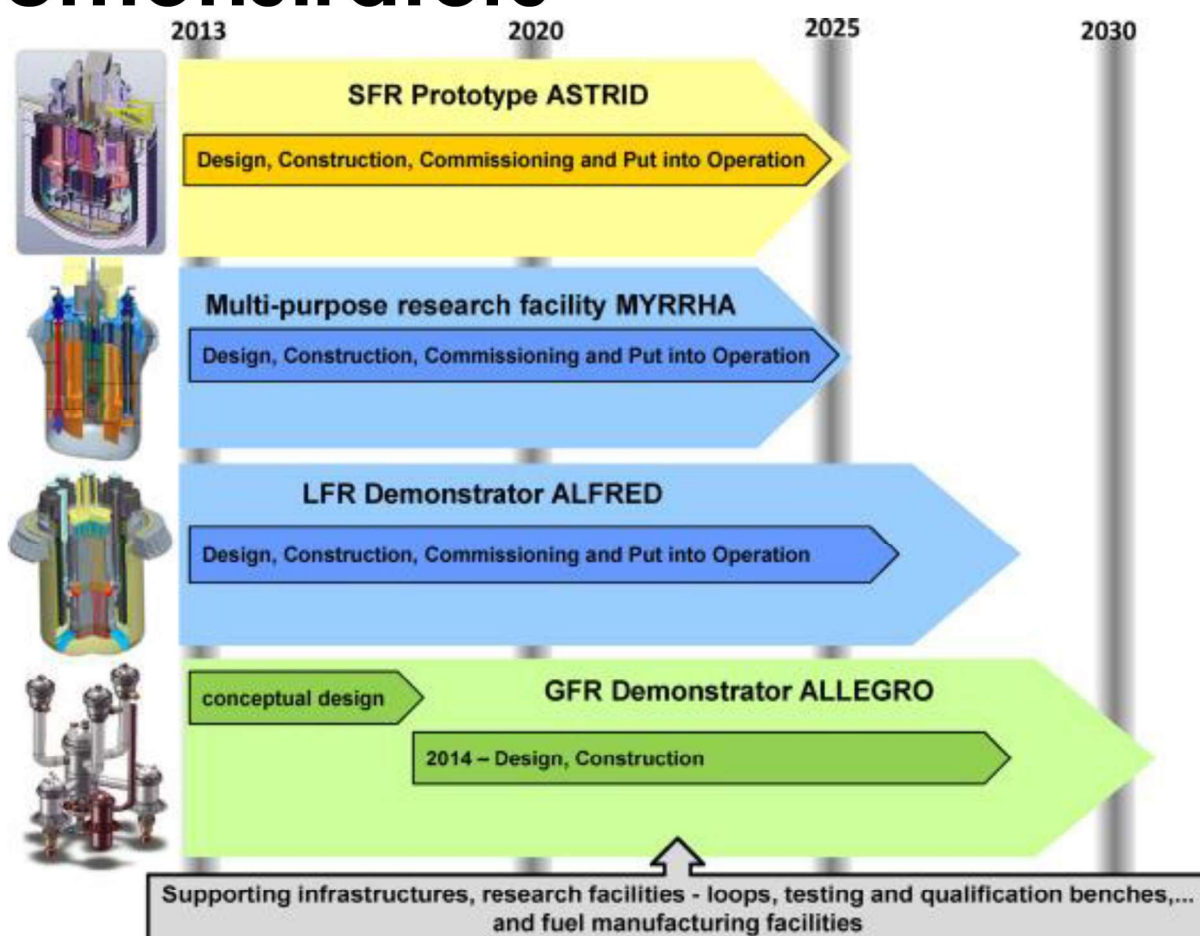 2013 2020 2025 2030
SFR Prototype ASTRID
Design, Construction, Commissioning and Put into Operation
Multi-purpose research facility MYRRHA
Design, Construction, Commissioning and Put into Operation
LFR Demonstrator ALFRED
Design, Construction, Commissioning and Put into Operation
conceptual design
GFR Demonstrator ALLEGRO
2014 – Design, Construction
Supporting infrastructures, research facilities - loops, testing and qualification benches,...
and fuel manufacturing facilities